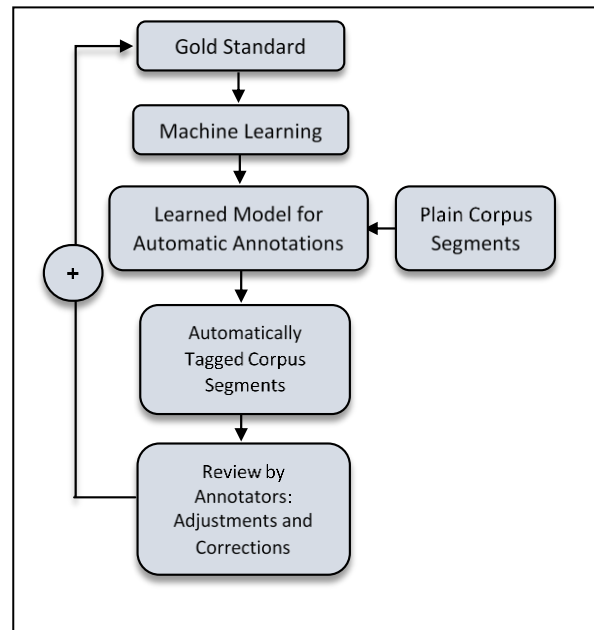 Gold Standard
Machine Learning
Learned Model for
Automatic Annotations
Plain Corpus
Segments
+
Automatically
Tagged Corpus
Segments
Review by
Annotators:
Adjustments and
Corrections